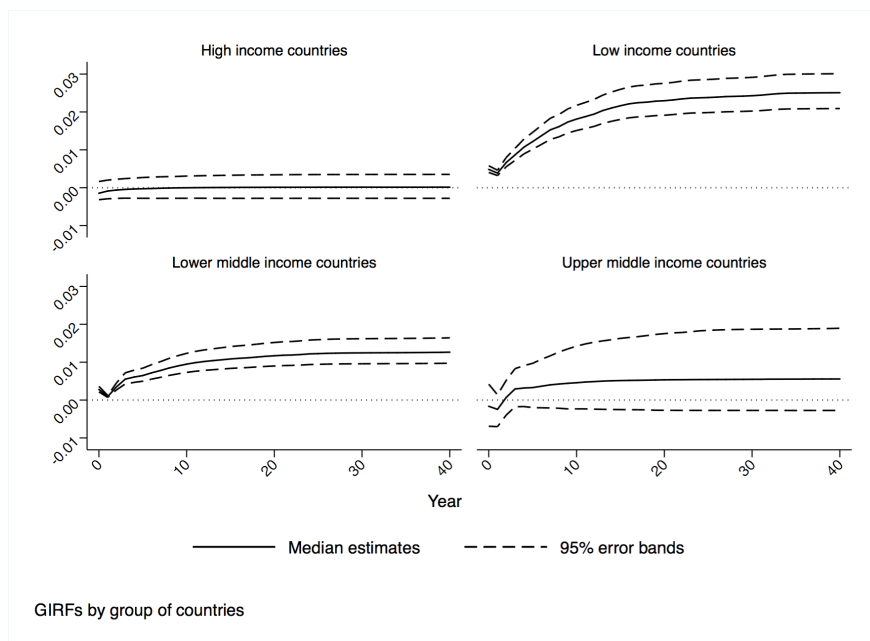 High income countries
Low income countries
0.03
0.02
0.01
0.00
-0.01
Lower middle income countries
Upper middle income countries
0.03
0.02
0.01
0.00
-0.01
0 10 20 30 40
0 10 20 30 40
Year
Median estimates
95% error bands
GIRFs by group of countries